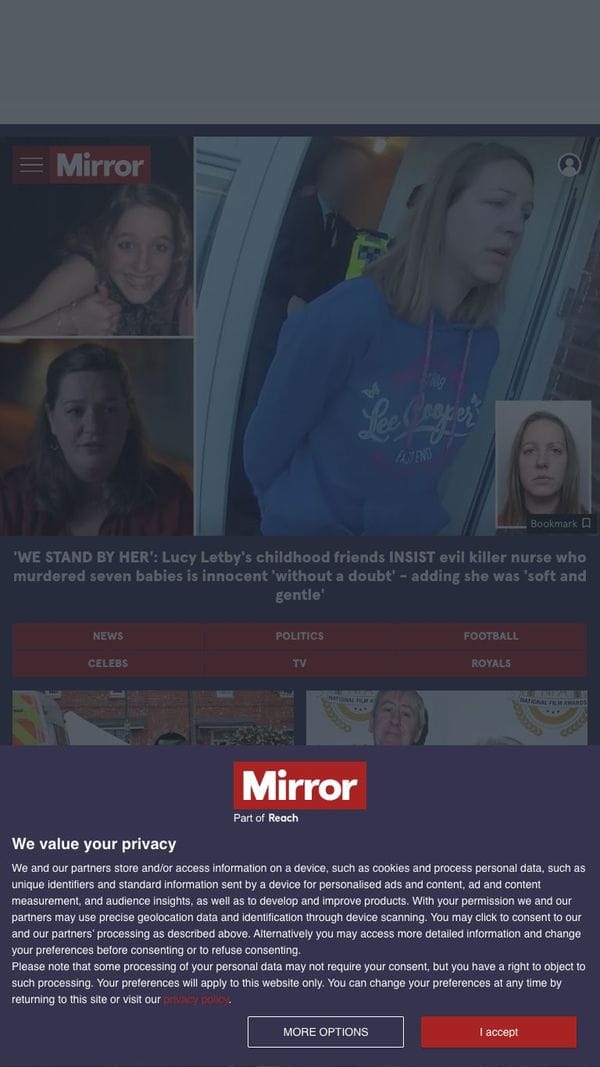 Mirror
1908
Lee Cooper
EAST END
Bookmark
'WE STAND BY HER': Lucy Letby's childhood friends INSIST evil killer nurse who
murdered seven babies is innocent 'without a doubt' - adding she was 'soft and
gentle'
NEWS POLITICS FOOTBALL
CELEBS TV ROYALS
NATIONAL FILM A
NATIONAL FILM AWARDS
Mirror
Part of Reach
We value your privacy
We and our partners store and/or access information on a device, such as cookies and process personal data, such as
unique identifiers and standard information sent by a device for personalised ads and content, ad and content
measurement, and audience insights, as well as to develop and improve products. With your permission we and our
partners may use precise geolocation data and identification through device scanning. You may click to consent to our
and our partners' processing as described above. Alternatively you may access more detailed information and change
your preferences before consenting or to refuse consenting.
Please note that some processing of your personal data may not require your consent, but you have a right to object to
such processing. Your preferences will apply to this website only. You can change your preferences at any time by
returning to this site or visit our privacy policy.
MORE OPTIONS
I accept